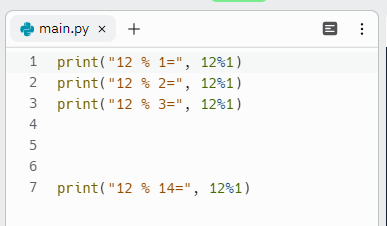 main.py × +
1 print("12 % 1=", 12%1)
2 print("12 % 2=", 12%1)
3 print("12 % 3=", 12%1)
4
5
6
7 print("12 % 14=", 12%1)